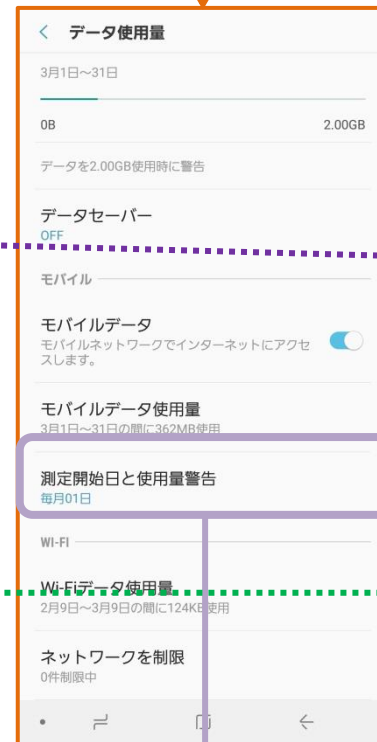 データ使用量
3月1日～31日
0B 2.00GB
データを2.00GB使用時に警告
データセーバー
OFF
モバイル
モバイルデータ
モバイルネットワークでインターネットにアクセ
スします。
モバイルデータ使用量
3月1日～31日の間に362MB使用
測定開始日と使用量警告
毎月01日
WI-FI
Wi-Fiデータ使用量
2月9日～3月9日の間に124KB使用
ネットワークを制限
0件制限中